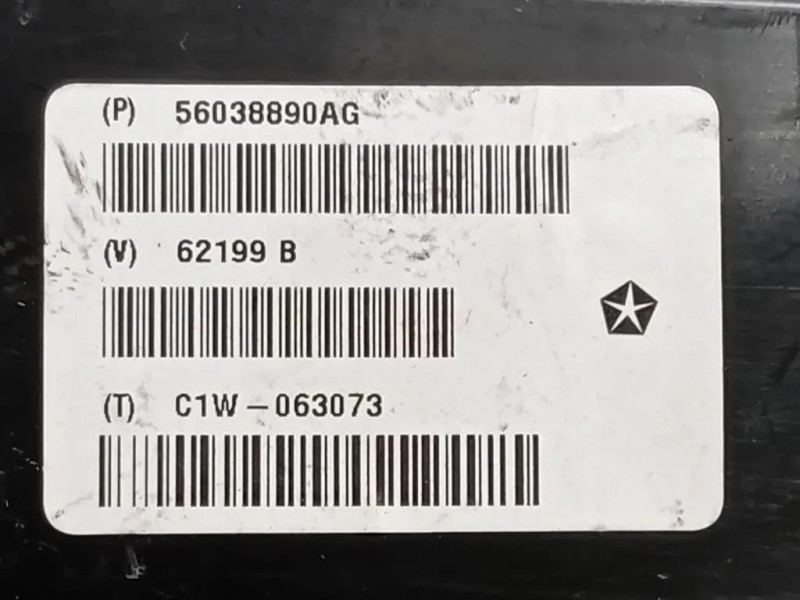 (P) 56038890AG
(V) 62199 B
(T) C1W-063073